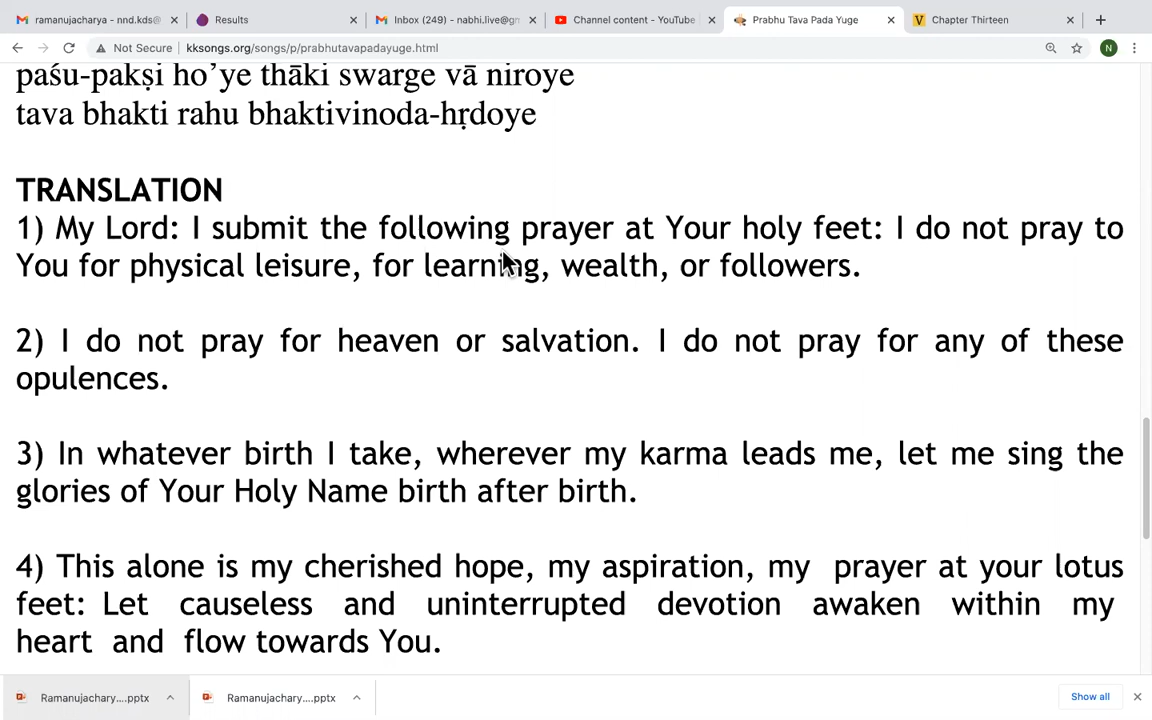 ramanujacharya - nnd.kds@
Results
Inbox (249) - nabhi.live@gn
Channel content - YouTube
Prabhu Tava Pada Yuge
Chapter Thirteen
Not Secure | kksongs.org/songs/p/prabhutavapadayuge.html
N
paśu-pakṣi ho’ye thāki swarge vā niroye
tava bhakti rahu bhaktivinoda-hṛdoye
TRANSLATION
1) My Lord: I submit the following prayer at Your holy feet: I do not pray to
You for physical leisure, for learning, wealth, or followers.
2) I do not pray for heaven or salvation. I do not pray for any of these
opulences.
3) In whatever birth I take, wherever my karma leads me, let me sing the
glories of Your Holy Name birth after birth.
4) This alone is my cherished hope, my aspiration, my prayer at your lotus
feet: Let causeless and uninterrupted devotion awaken within my
heart and flow towards You.
Ramanujachary....pptx
Ramanujachary....pptx
Show all